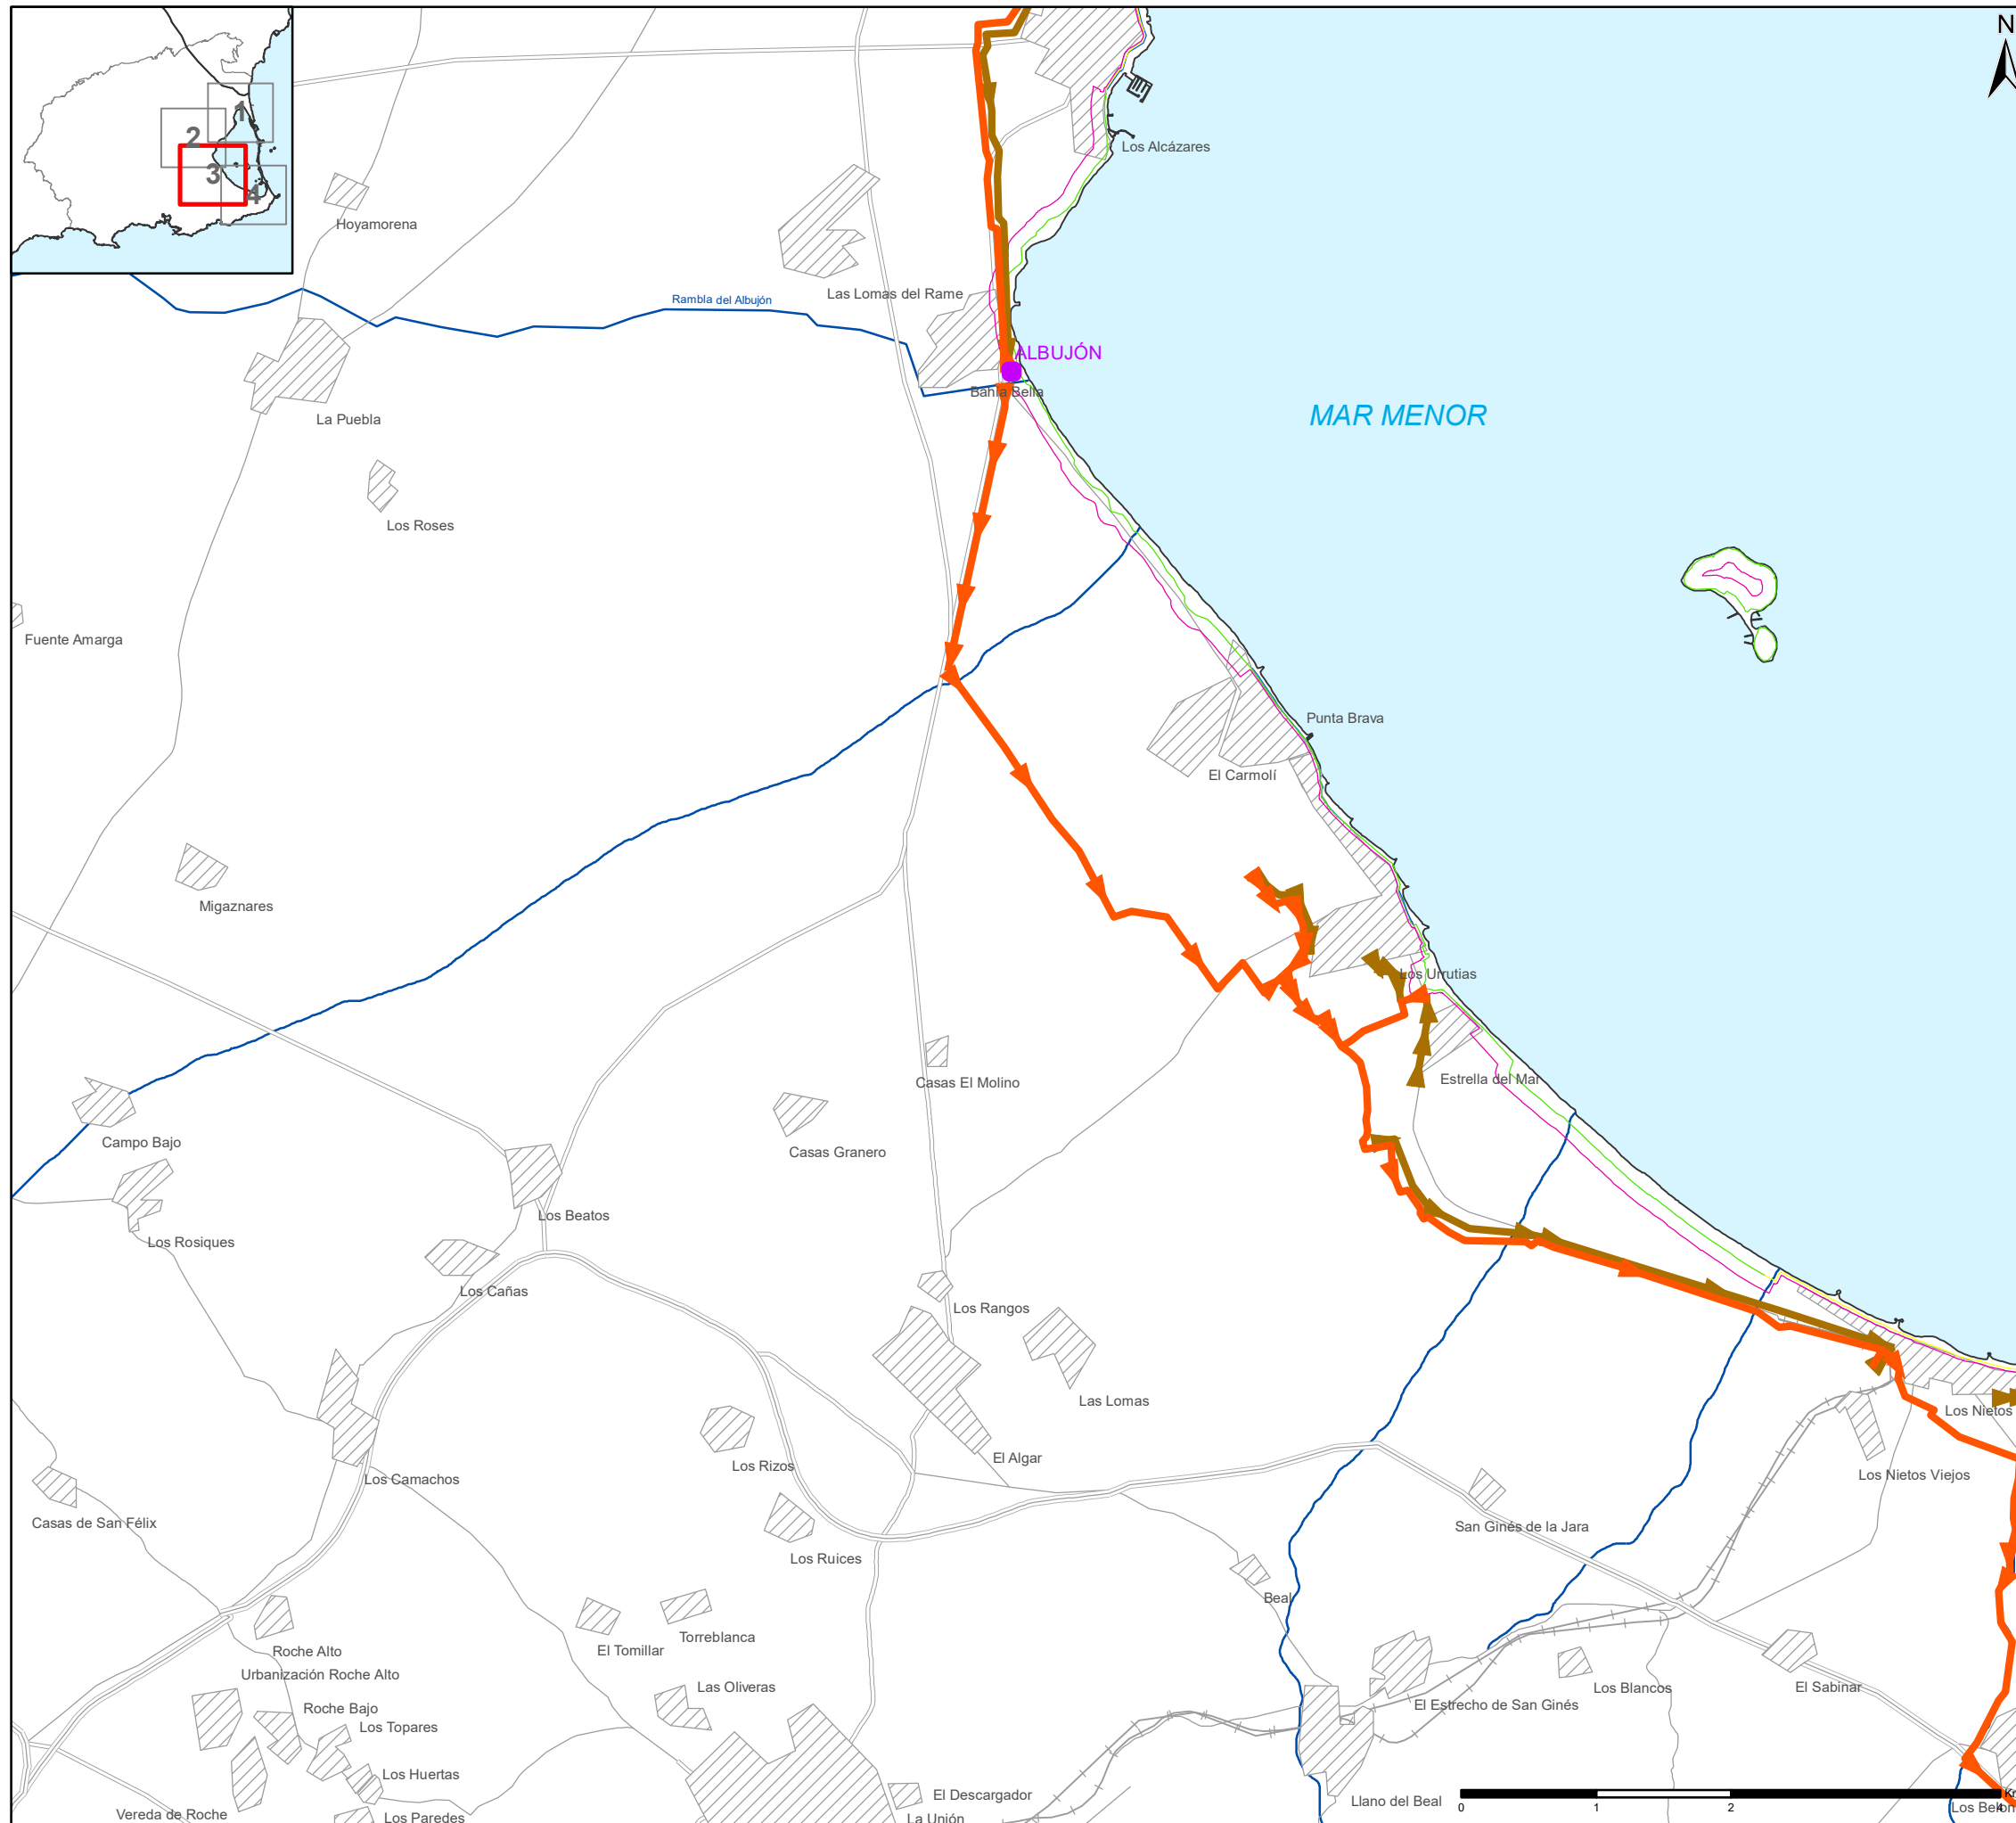 N
1
2
3
4
Los Alcázares
Hoyamorena
Las Lomas del Rame
Rambla del Albujón
ALBUJÓN
Bahía Bella
MAR MENOR
La Puebla
Los Roses
Fuente Amarga
Punta Brava
El Carmolí
Migaznares
Los Urrutias
Casas El Molino
Estrella del Mar
Campo Bajo
Casas Granero
Los Beatos
Los Rosiques
Los Cañas
Los Rangos
Las Lomas
Los Nietos
El Algar
Los Rizos
Los Nietos Viejos
Los Camachos
Casas de San Félix
San Ginés de la Jara
Los Ruices
Beal
Torreblanca
El Tomillar
Roche Alto
Urbanización Roche Alto
Las Oliveras
El Sabinar
Los Blancos
El Estrecho de San Ginés
Roche Bajo
Los Topares
Los Huertas
El Descargador
Llano del Beal
Vereda de Roche
Los Paredes
La Unión
0
1
2
4
Los